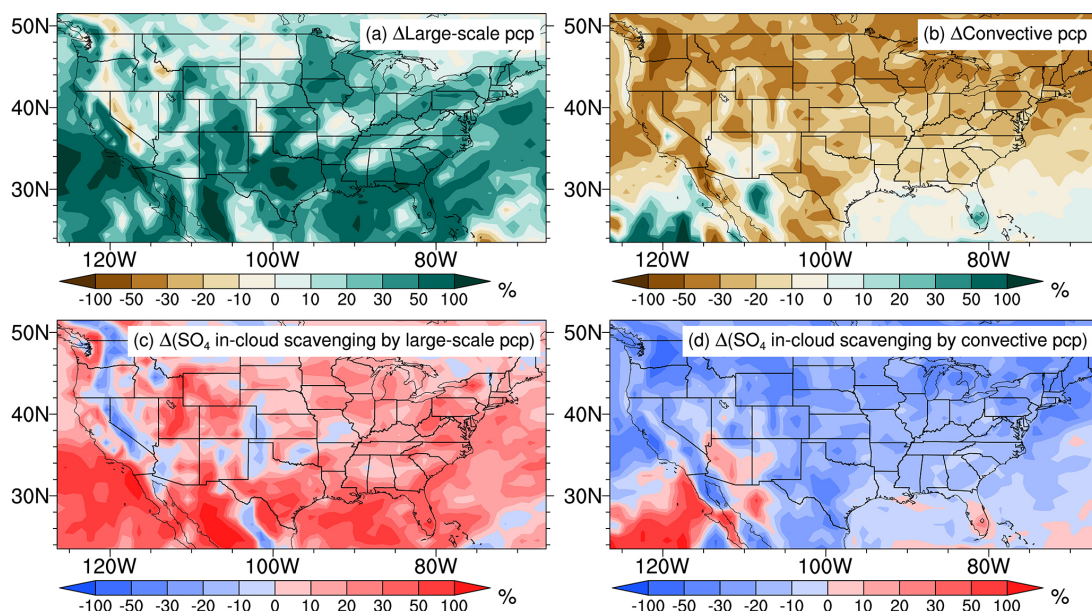 (a) ΔLarge-scale pcp
50N
40N
30N
120W 100W 80W
-100 -50 -30 -20 -10 0 10 20 30 50 100 %
(b) ΔConvective pcp
50N
40N
30N
120W 100W 80W
-100 -50 -30 -20 -10 0 10 20 30 50 100 %
(c) Δ(SO₄ in-cloud scavenging by large-scale pcp)
50N
40N
30N
120W 100W 80W
-100 -50 -30 -20 -10 0 10 20 30 50 100 %
(d) Δ(SO₄ in-cloud scavenging by convective pcp)
50N
40N
30N
120W 100W 80W
-100 -50 -30 -20 -10 0 10 20 30 50 100 %